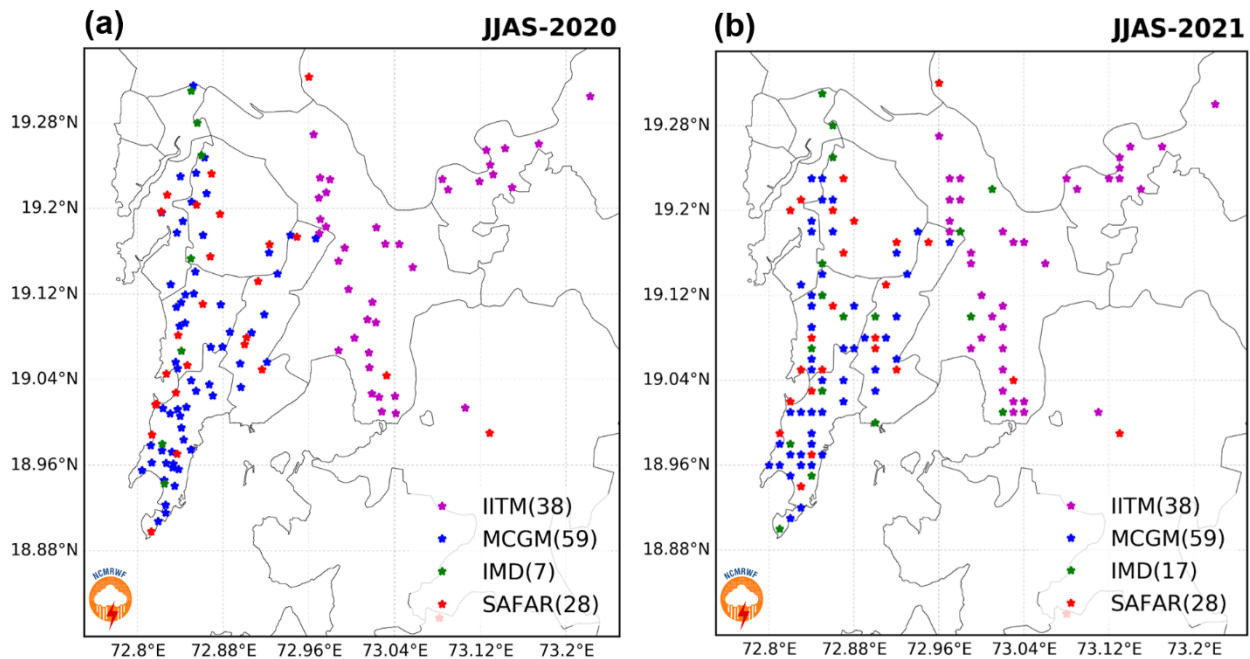 (a)
JJAS-2020
19.28°N
19.2°N
19.12°N
19.04°N
18.96°N
18.88°N
72.8°E 72.88°E 72.96°E 73.04°E 73.12°E 73.2°E
IITM(38)
MCGM(59)
IMD(7)
SAFAR(28)
NCMRWF
(b)
JJAS-2021
19.28°N
19.2°N
19.12°N
19.04°N
18.96°N
18.88°N
72.8°E 72.88°E 72.96°E 73.04°E 73.12°E 73.2°E
IITM(38)
MCGM(59)
IMD(17)
SAFAR(28)
NCMRWF